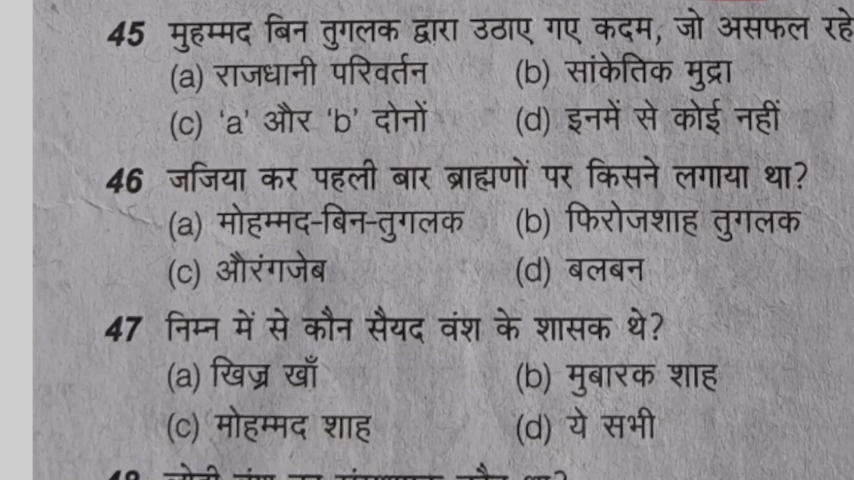 45 मुहम्मद बिन तुगलक द्वारा उठाए गए कदम, जो असफल रहे
(a) राजधानी परिवर्तन (b) सांकेतिक मुद्रा
(c) 'a' और 'b' दोनों (d) इनमें से कोई नहीं
46 जजिया कर पहली बार ब्राह्मणों पर किसने लगाया था?
(a) मोहम्मद-बिन-तुगलक (b) फिरोजशाह तुगलक
(c) औरंगजेब (d) बलबन
47 निम्न में से कौन सैयद वंश के शासक थे?
(a) खिज्र खाँ (b) मुबारक शाह
(c) मोहम्मद शाह (d) ये सभी